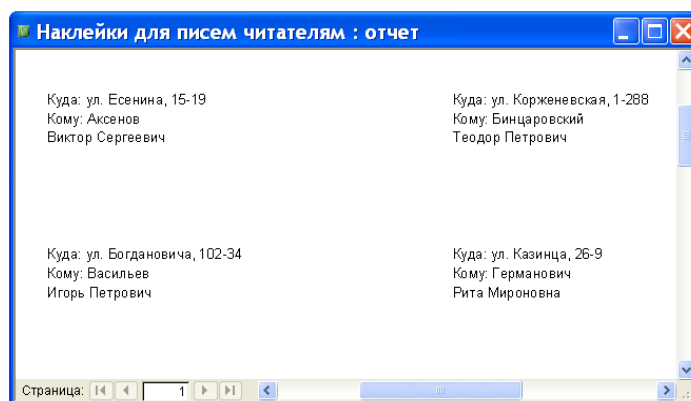 Наклейки для писем читателям : отчет
Куда: ул. Есенина, 15-19
Кому: Аксенов
Виктор Сергеевич
Куда: ул. Корженевская, 1-288
Кому: Бинцаровский
Теодор Петрович
Куда: ул. Богдановича, 102-34
Кому: Васильев
Игорь Петрович
Куда: ул. Казинца, 26-9
Кому: Германович
Рита Мироновна
Страница: 1